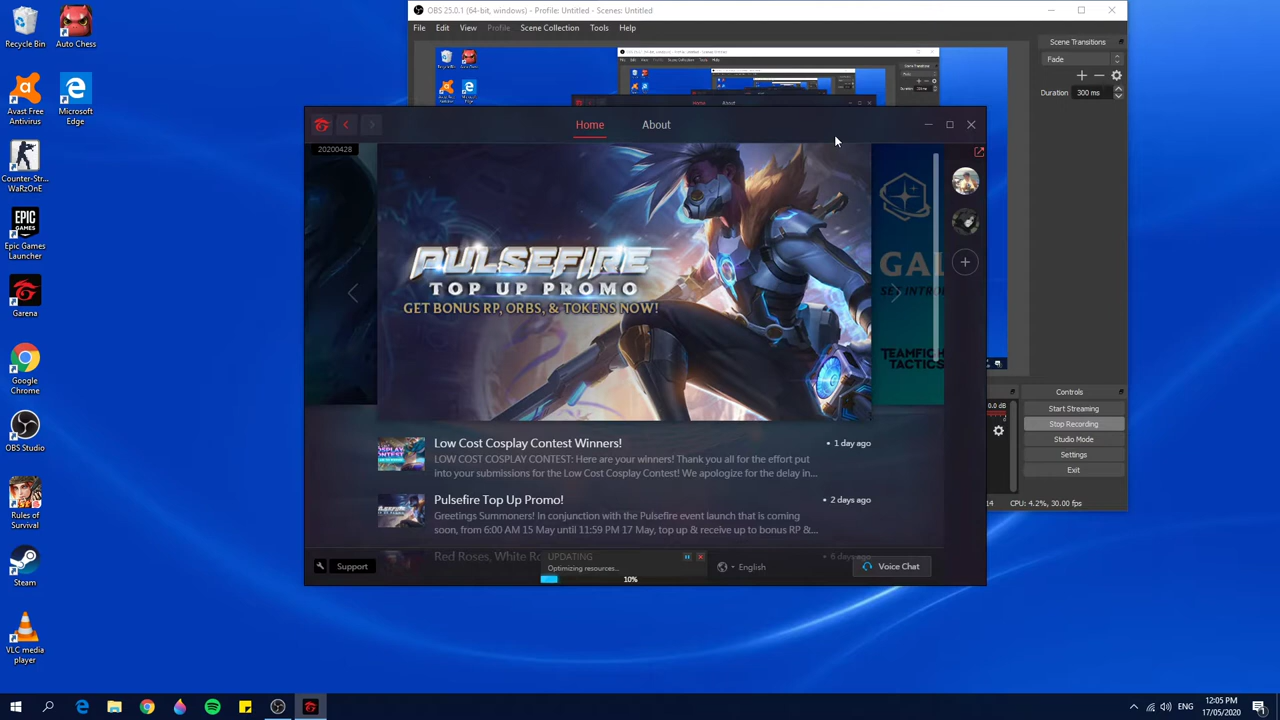 Recycle Bin
Auto Chess
Avast Free
Antivirus
Microsoft
Edge
Counter-Str...
WaRzOnE
EPIC
GAMES
Epic Games
Launcher
Garena
Google
Chrome
OBS Studio
Rules of
Survival
Steam
VLC media
player
OBS 25.0.1 (64-bit, windows) - Profile: Untitled - Scenes: Untitled
File Edit View Profile Scene Collection Tools Help
Scene Transitions
Fade
Duration 300 ms
Home About
20200428
PULSEFIRE
TOP UP PROMO
GET BONUS RP, ORBS, & TOKENS NOW!
GAL
TEAMFIGH
TACTICS
Low Cost Cosplay Contest Winners! • 1 day ago
LOW COST COSPLAY CONTEST: Here are your winners! Thank you all for the effort put
into your submissions for the Low Cost Cosplay Contest! We apologize for the delay in...
Pulsefire Top Up Promo! • 2 days ago
Greetings Summoners! In conjunction with the Pulsefire event launch that is coming
soon, from 6:00 AM 15 May until 11:59 PM 17 May, top up & receive up to bonus RP &...
Red Roses, White Ro • 6 days ago
UPDATING
Optimizing resources...
10%
Support
English
Voice Chat
0.0 dB
Controls
Start Streaming
Stop Recording
Studio Mode
Settings
Exit
CPU: 4.2%, 30.00 fps
ENG
12:05 PM
17/05/2020